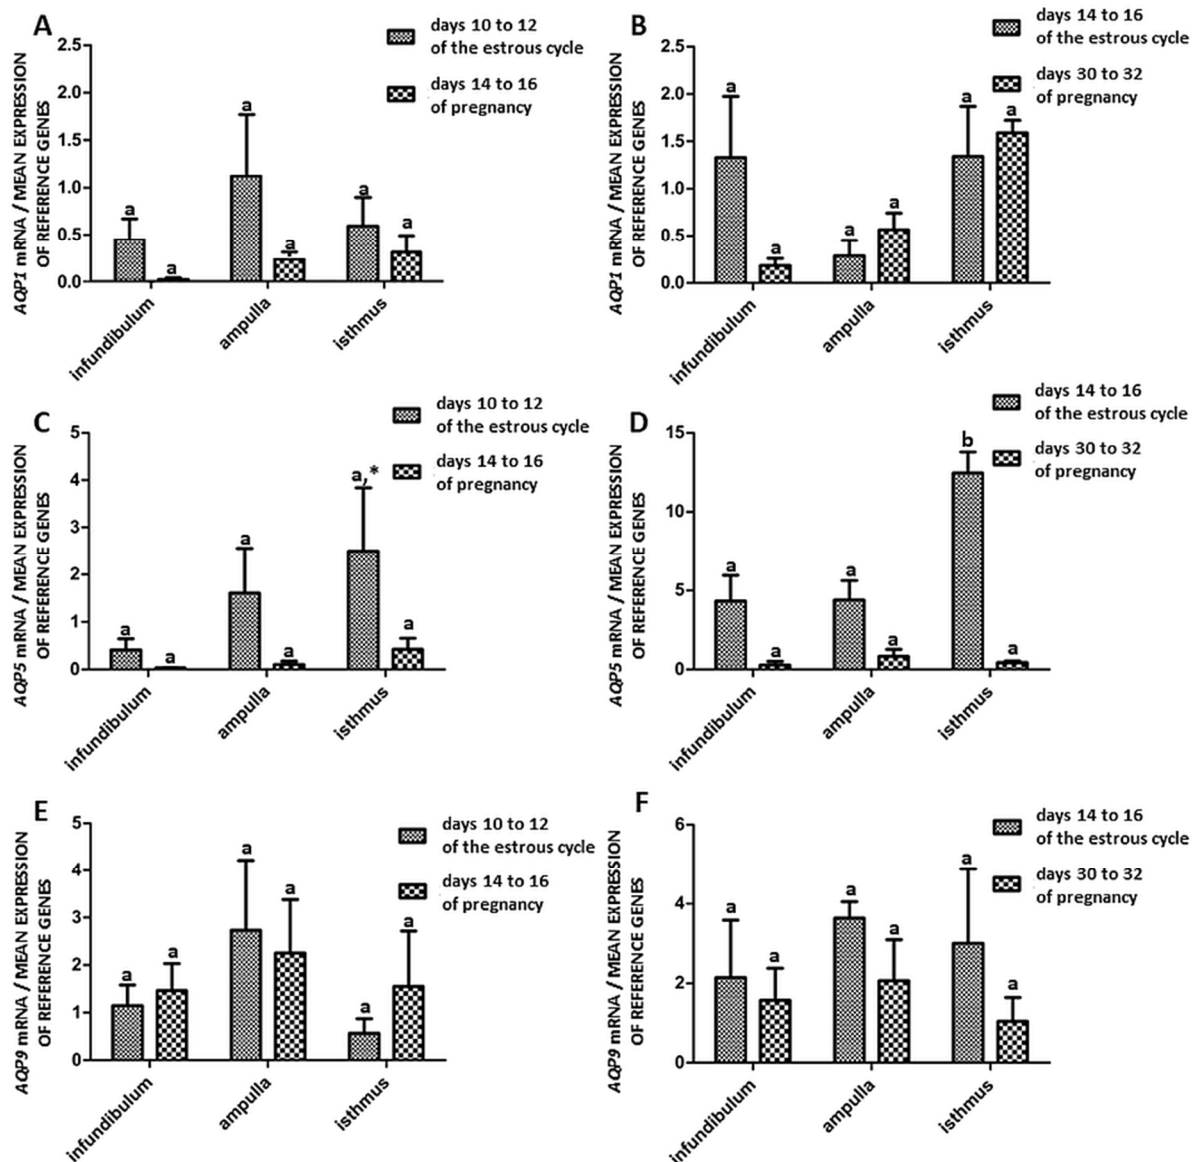 A
days 10 to 12
of the estrous cycle
days 14 to 16
of pregnancy
AQP1 mRNA / MEAN EXPRESSION
OF REFERENCE GENES
2.5
2.0
1.5
1.0
0.5
0.0
a
a
a
a
a
a
infundibulum
ampulla
isthmus
B
days 14 to 16
of the estrous cycle
days 30 to 32
of pregnancy
AQP1 mRNA / MEAN EXPRESSION
OF REFERENCE GENES
2.5
2.0
1.5
1.0
0.5
0.0
a
a
a
a
a
a
infundibulum
ampulla
isthmus
C
days 10 to 12
of the estrous cycle
days 14 to 16
of pregnancy
AQP5 mRNA / MEAN EXPRESSION
OF REFERENCE GENES
5
4
3
2
1
0
a
a
a
a
a,*
a
infundibulum
ampulla
isthmus
D
days 14 to 16
of the estrous cycle
days 30 to 32
of pregnancy
AQP5 mRNA / MEAN EXPRESSION
OF REFERENCE GENES
15
10
5
0
a
a
a
a
b
a
infundibulum
ampulla
isthmus
E
days 10 to 12
of the estrous cycle
days 14 to 16
of pregnancy
AQP9 mRNA / MEAN EXPRESSION
OF REFERENCE GENES
5
4
3
2
1
0
a
a
a
a
a
a
infundibulum
ampulla
isthmus
F
days 14 to 16
of the estrous cycle
days 30 to 32
of pregnancy
AQP9 mRNA / MEAN EXPRESSION
OF REFERENCE GENES
6
4
2
0
a
a
a
a
a
a
infundibulum
ampulla
isthmus